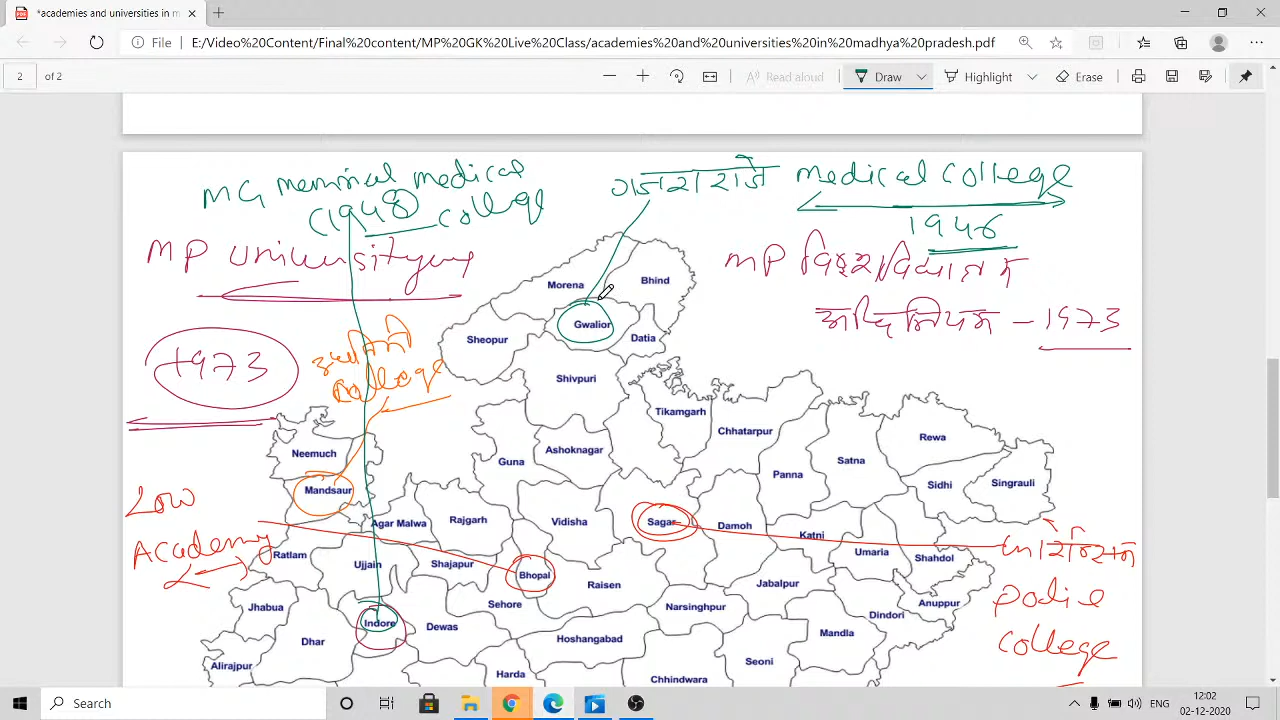 *academies and universities in m
File
E:/Video%20Content/Final%20content/MP%20GK%20Live%20Class/academies%20and%20universities%20in%20madhya%20pradesh.pdf
2 of 2
Read aloud
Draw
Highlight
Erase
MG memorial medical
(1948) college
गजराराजे medical college
1946
MP
MP विश्वविद्यालय
अधिनियम - 1973
1973
college
Low
Academy
पुलिस
podice
college
Morena
Bhind
Gwalior
Sheopur
Datia
Shivpuri
Tikamgarh
Chhatarpur
Rewa
Neemuch
Guna
Ashoknagar
Panna
Satna
Sidhi
Singrauli
Mandsaur
Agar Malwa
Rajgarh
Vidisha
Sagar
Damoh
Katni
Ratlam
Umaria
Shahdol
Ujjain
Shajapur
Bhopal
Raisen
Jabalpur
Jhabua
Sehore
Narsinghpur
Dindori
Anuppur
Indore
Dewas
Hoshangabad
Mandla
Dhar
Alirajpur
Harda
Seoni
Chhindwara
Search
12:02
02-12-2020